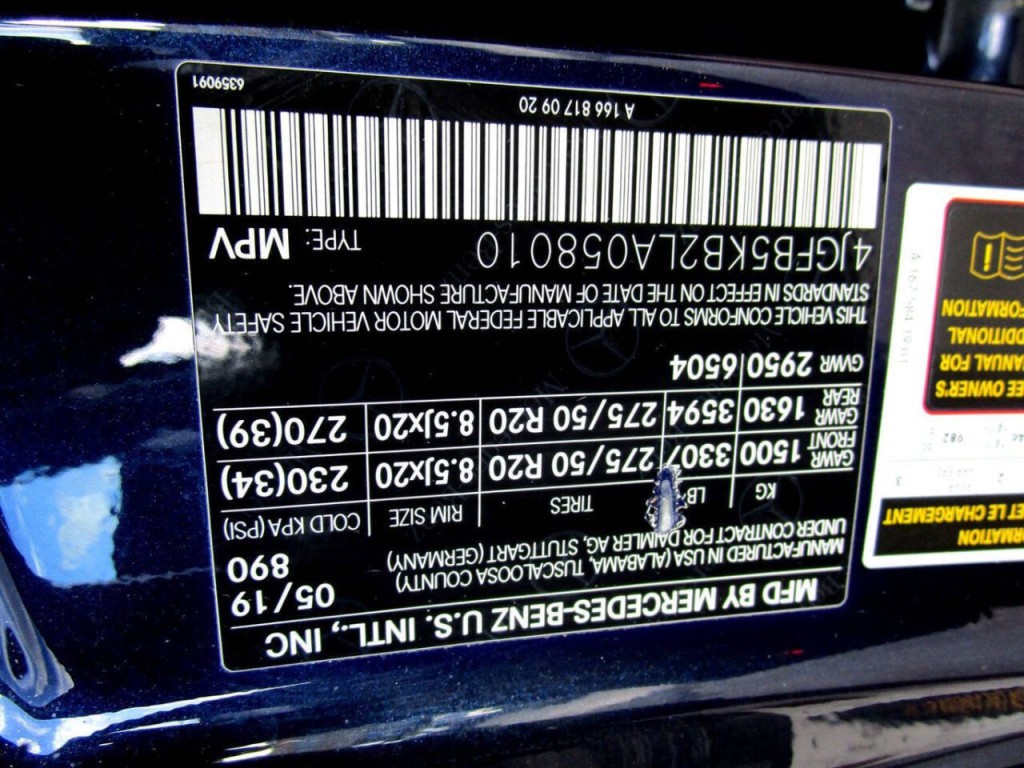 MFD BY MERCEDES-BENZ U.S. INTL., INC
MANUFACTURED IN USA (ALABAMA, TUSCALOOSA COUNTY)
UNDER CONTRACT FOR DAIMLER AG, STUTTGART (GERMANY)
05/19
890
KG LB TIRES RIM SIZE COLD KPA (PSI)
GAWR FRONT 1500 3307 275/50 R20 8.5Jx20 230(34)
GAWR REAR 1630 3594 275/50 R20 8.5Jx20 270(39)
GVWR 2950 6504
THIS VEHICLE CONFORMS TO ALL APPLICABLE FEDERAL MOTOR VEHICLE SAFETY
STANDARDS IN EFFECT ON THE DATE OF MANUFACTURE SHOWN ABOVE.
4JGFB5KB2LA058010 TYPE: MPV
A 166 817 09 20
6359091
ET LE CHARGEMENT
OWNER'S
FOR